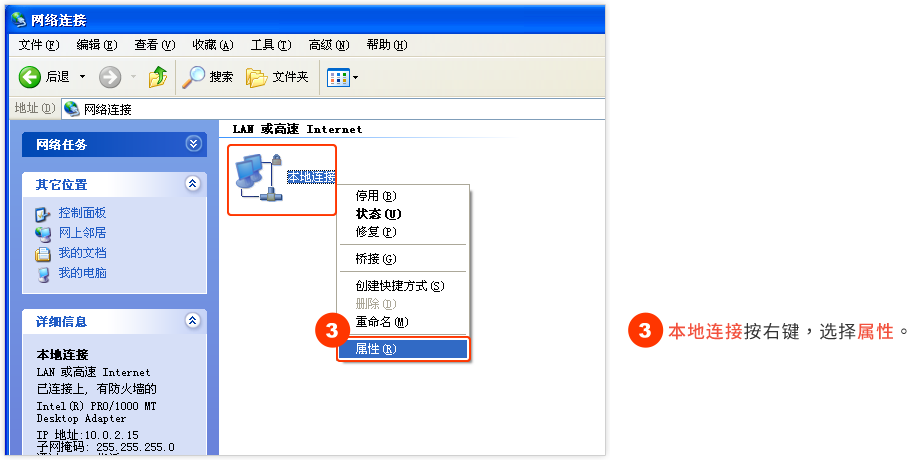 网络连接
文件(F) 编辑(E) 查看(V) 收藏(A) 工具(T) 高级(N) 帮助(H)
后退 搜索 文件夹
地址(D) 网络连接
网络任务
其它位置
控制面板
网上邻居
我的文档
我的电脑
详细信息
本地连接
LAN 或高速 Internet
已连接上, 有防火墙的
Intel(R) PRO/1000 MT
Desktop Adapter
IP 地址:10.0.2.15
子网掩码: 255.255.255.0
LAN 或高速 Internet
本地连接
停用(B)
状态(U)
修复(P)
桥接(G)
创建快捷方式(S)
删除(D)
重命名(M)
3
属性(R)
3 本地连接按右键，选择属性。